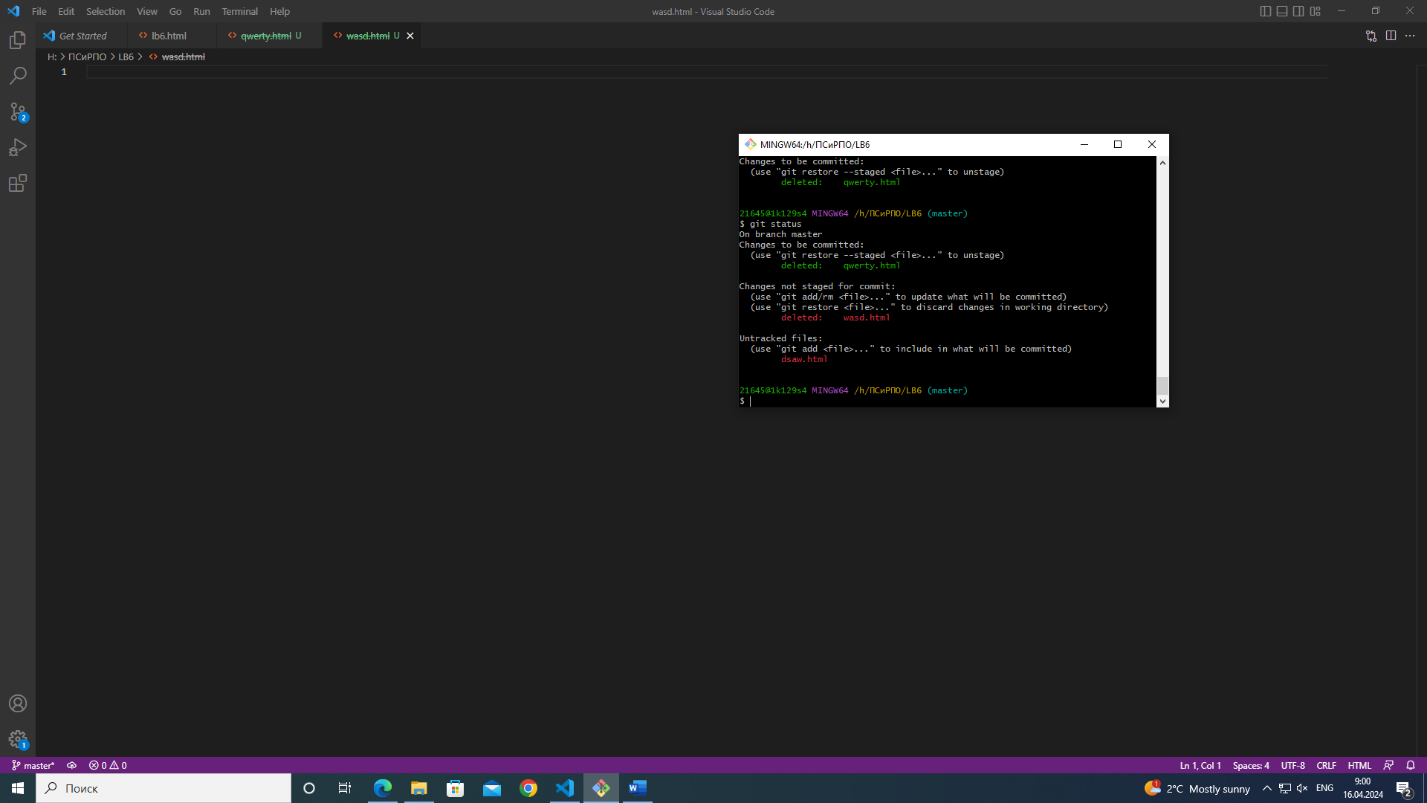 File Edit Selection View Go Run Terminal Help
wasd.html - Visual Studio Code
Get Started
lb6.html
qwerty.html U
wasd.html U
H: > ПСиРПО > LB6 > wasd.html
1
MINGW64:/h/ПСиРПО/LB6
Changes to be committed:
(use "git restore --staged <file>..." to unstage)
deleted: qwerty.html
21645@1k129s4 MINGW64 /h/ПСиРПО/LB6 (master)
$ git status
On branch master
Changes to be committed:
(use "git restore --staged <file>..." to unstage)
deleted: qwerty.html
Changes not staged for commit:
(use "git add/rm <file>..." to update what will be committed)
(use "git restore <file>..." to discard changes in working directory)
deleted: wasd.html
Untracked files:
(use "git add <file>..." to include in what will be committed)
dsaw.html
21645@1k129s4 MINGW64 /h/ПСиРПО/LB6 (master)
$
2
1
master* 0 0
Ln 1, Col 1 Spaces: 4 UTF-8 CRLF HTML
Поиск
2°C Mostly sunny
ENG
9:00
16.04.2024
2